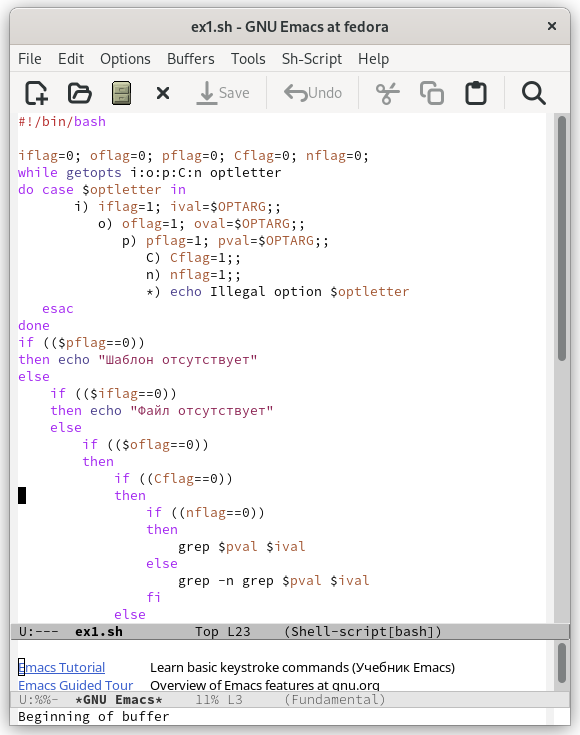 ex1.sh - GNU Emacs at fedora ×
File Edit Options Buffers Tools Sh-Script Help
Save Undo
#!/bin/bash
iflag=0; oflag=0; pflag=0; Cflag=0; nflag=0;
while getopts i:o:p:C:n optletter
do case $optletter in
i) iflag=1; ival=$OPTARG;;
o) oflag=1; oval=$OPTARG;;
p) pflag=1; pval=$OPTARG;;
C) Cflag=1;;
n) nflag=1;;
*) echo Illegal option $optletter
esac
done
if (($pflag==0))
then echo "Шаблон отсутствует"
else
if (($iflag==0))
then echo "Файл отсутствует"
else
if (($oflag==0))
then
if ((Cflag==0))
then
if ((nflag==0))
then
grep $pval $ival
else
grep -n grep $pval $ival
fi
else
U:--- ex1.sh Top L23 (Shell-script[bash])
Emacs Tutorial Learn basic keystroke commands (Учебник Emacs)
Emacs Guided Tour Overview of Emacs features at gnu.org
U:%%- *GNU Emacs* 11% L3 (Fundamental)
Beginning of buffer